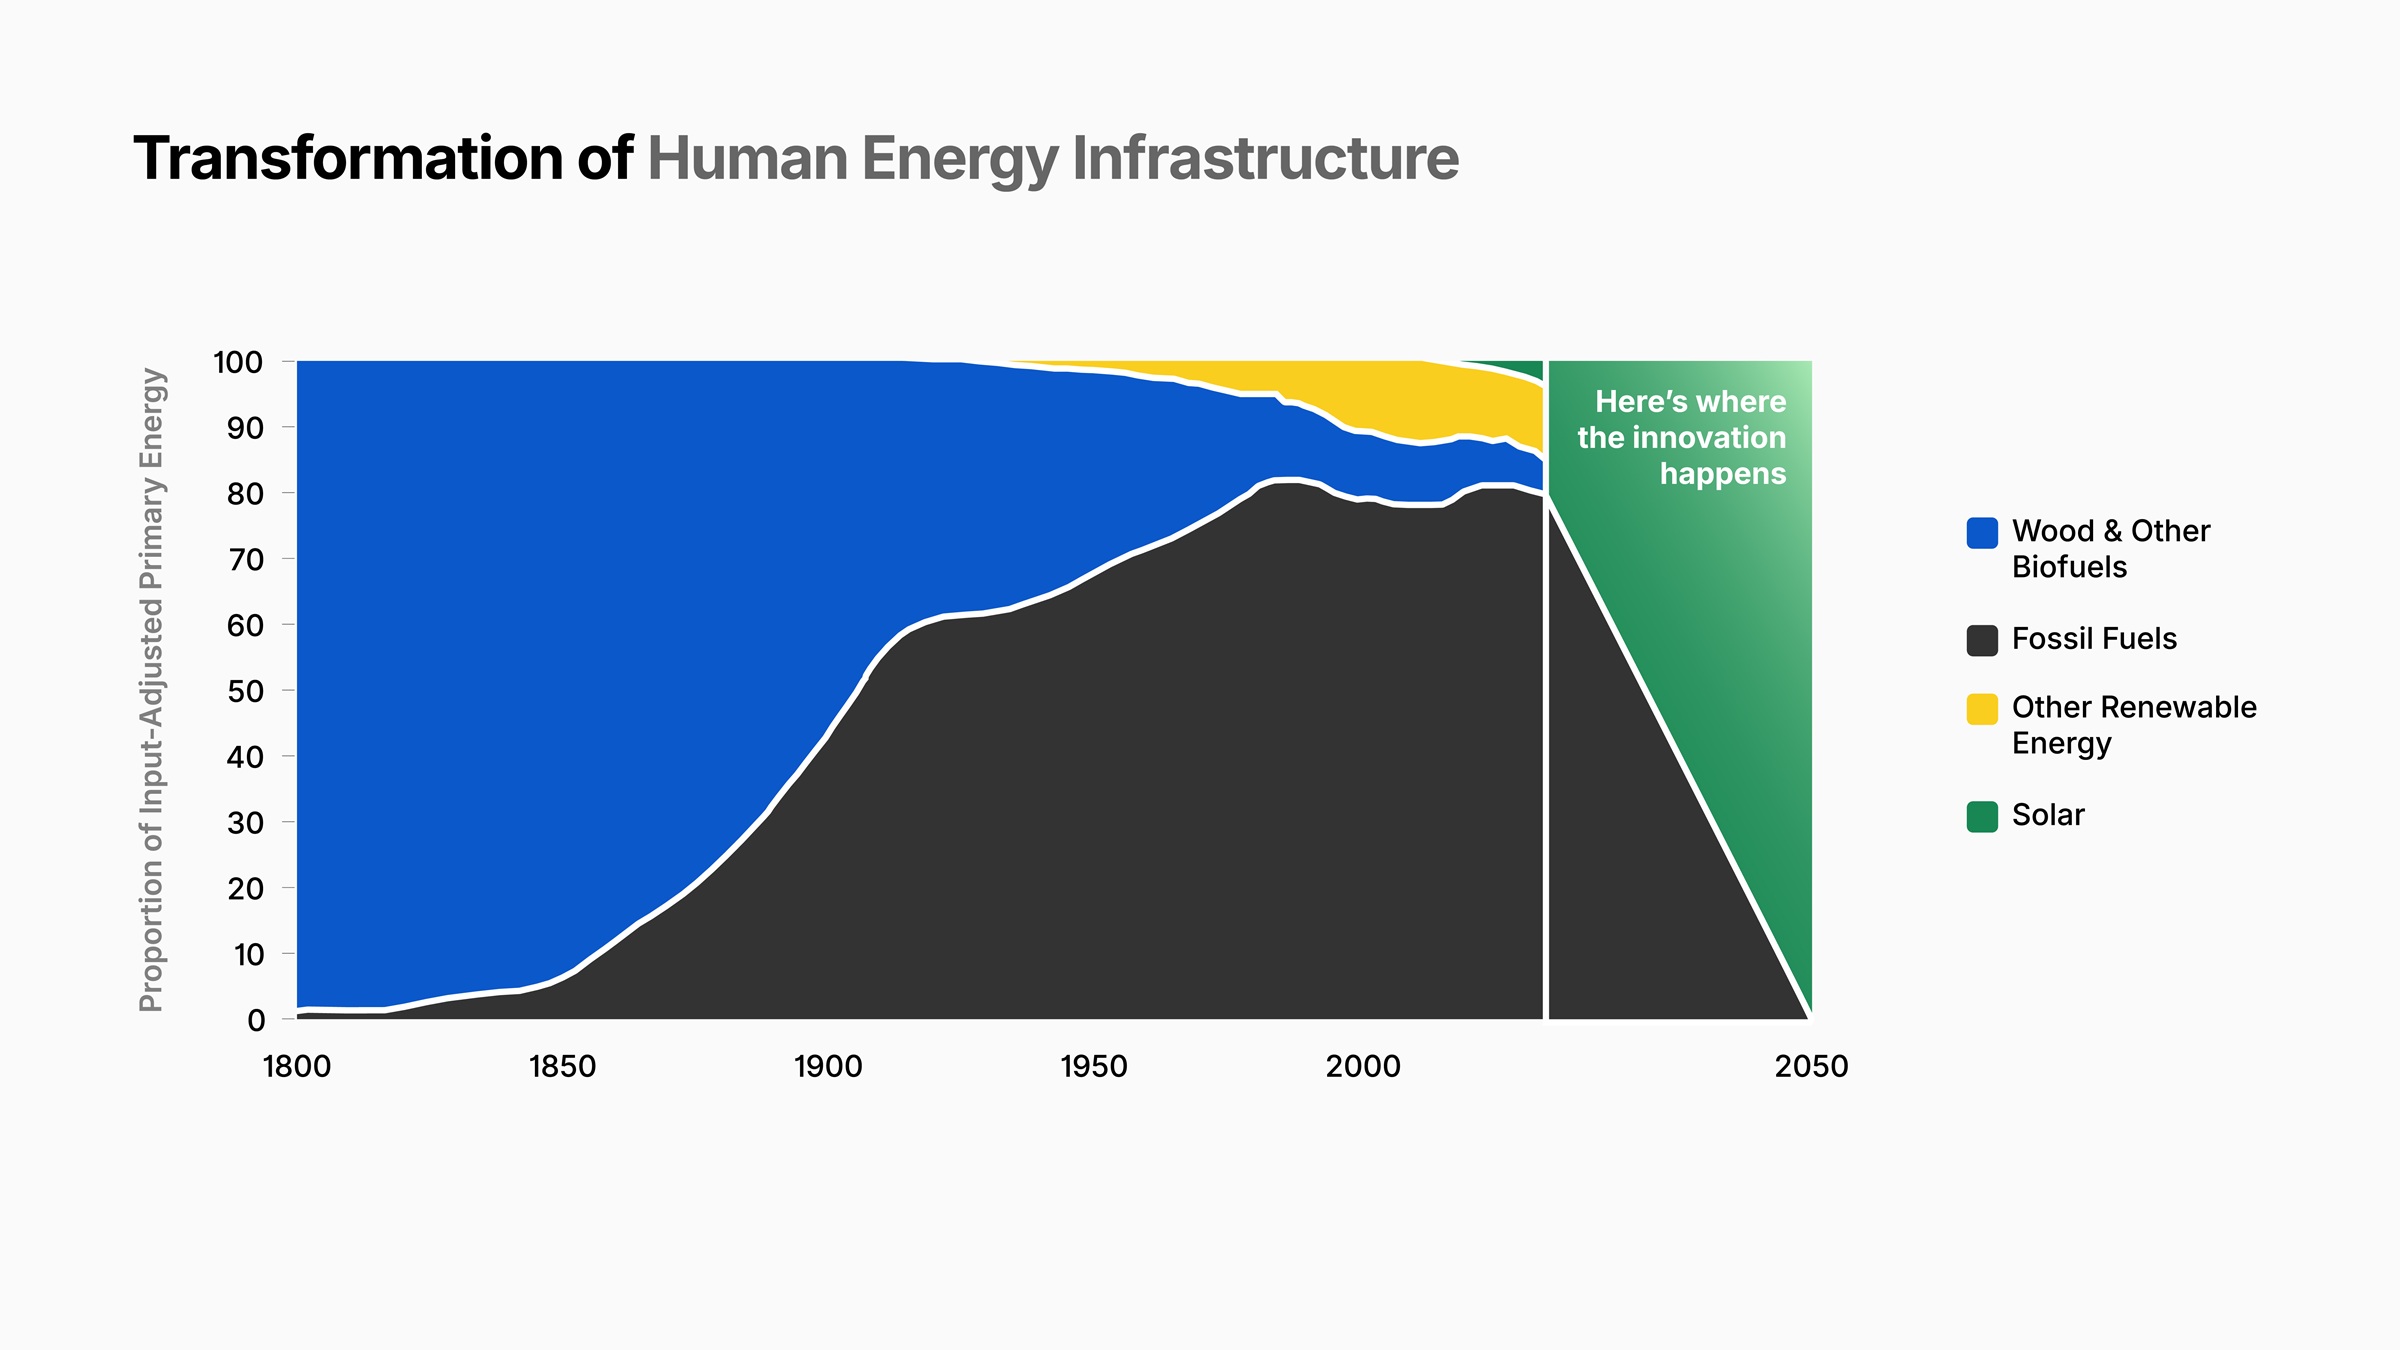 Transformation of Human Energy Infrastructure
Proportion of Input-Adjusted Primary Energy
100
90
80
70
60
50
40
30
20
10
0
1800
1850
1900
1950
2000
2050
Here’s where
the innovation
happens
Wood & Other
Biofuels
Fossil Fuels
Other Renewable
Energy
Solar